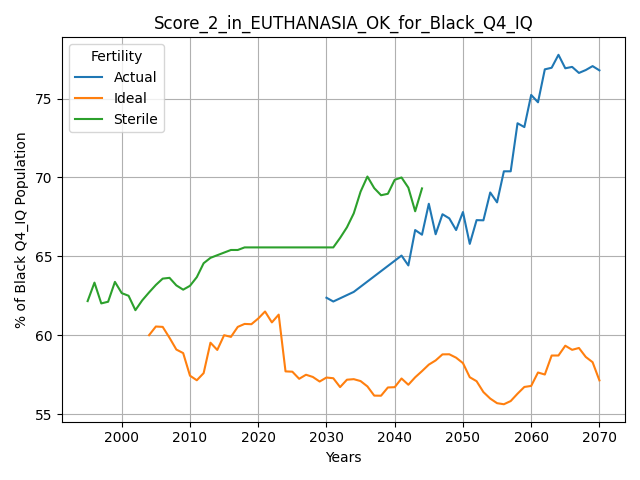 Score_2_in_EUTHANASIA_OK_for_Black_Q4_IQ
Fertility
Actual
Ideal
Sterile
% of Black Q4_IQ Population
75
70
65
60
55
2000
2010
2020
2030
2040
2050
2060
2070
Years